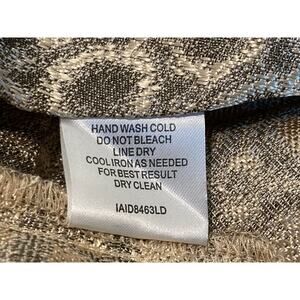 HAND WASH COLD
DO NOT BLEACH
LINE DRY
COOL IRON AS NEEDED
FOR BEST RESULT
DRY CLEAN
IAID8463LD